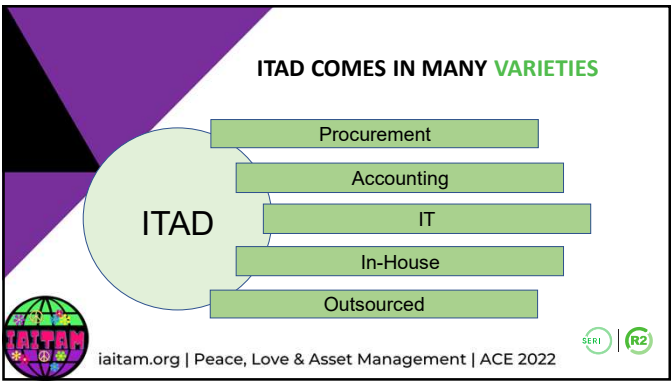 ITAD COMES IN MANY VARIETIES
Procurement
Accounting
ITAD
IT
In-House
Outsourced
IAITAM
iaitam.org | Peace, Love & Asset Management | ACE 2022
SERI
R2